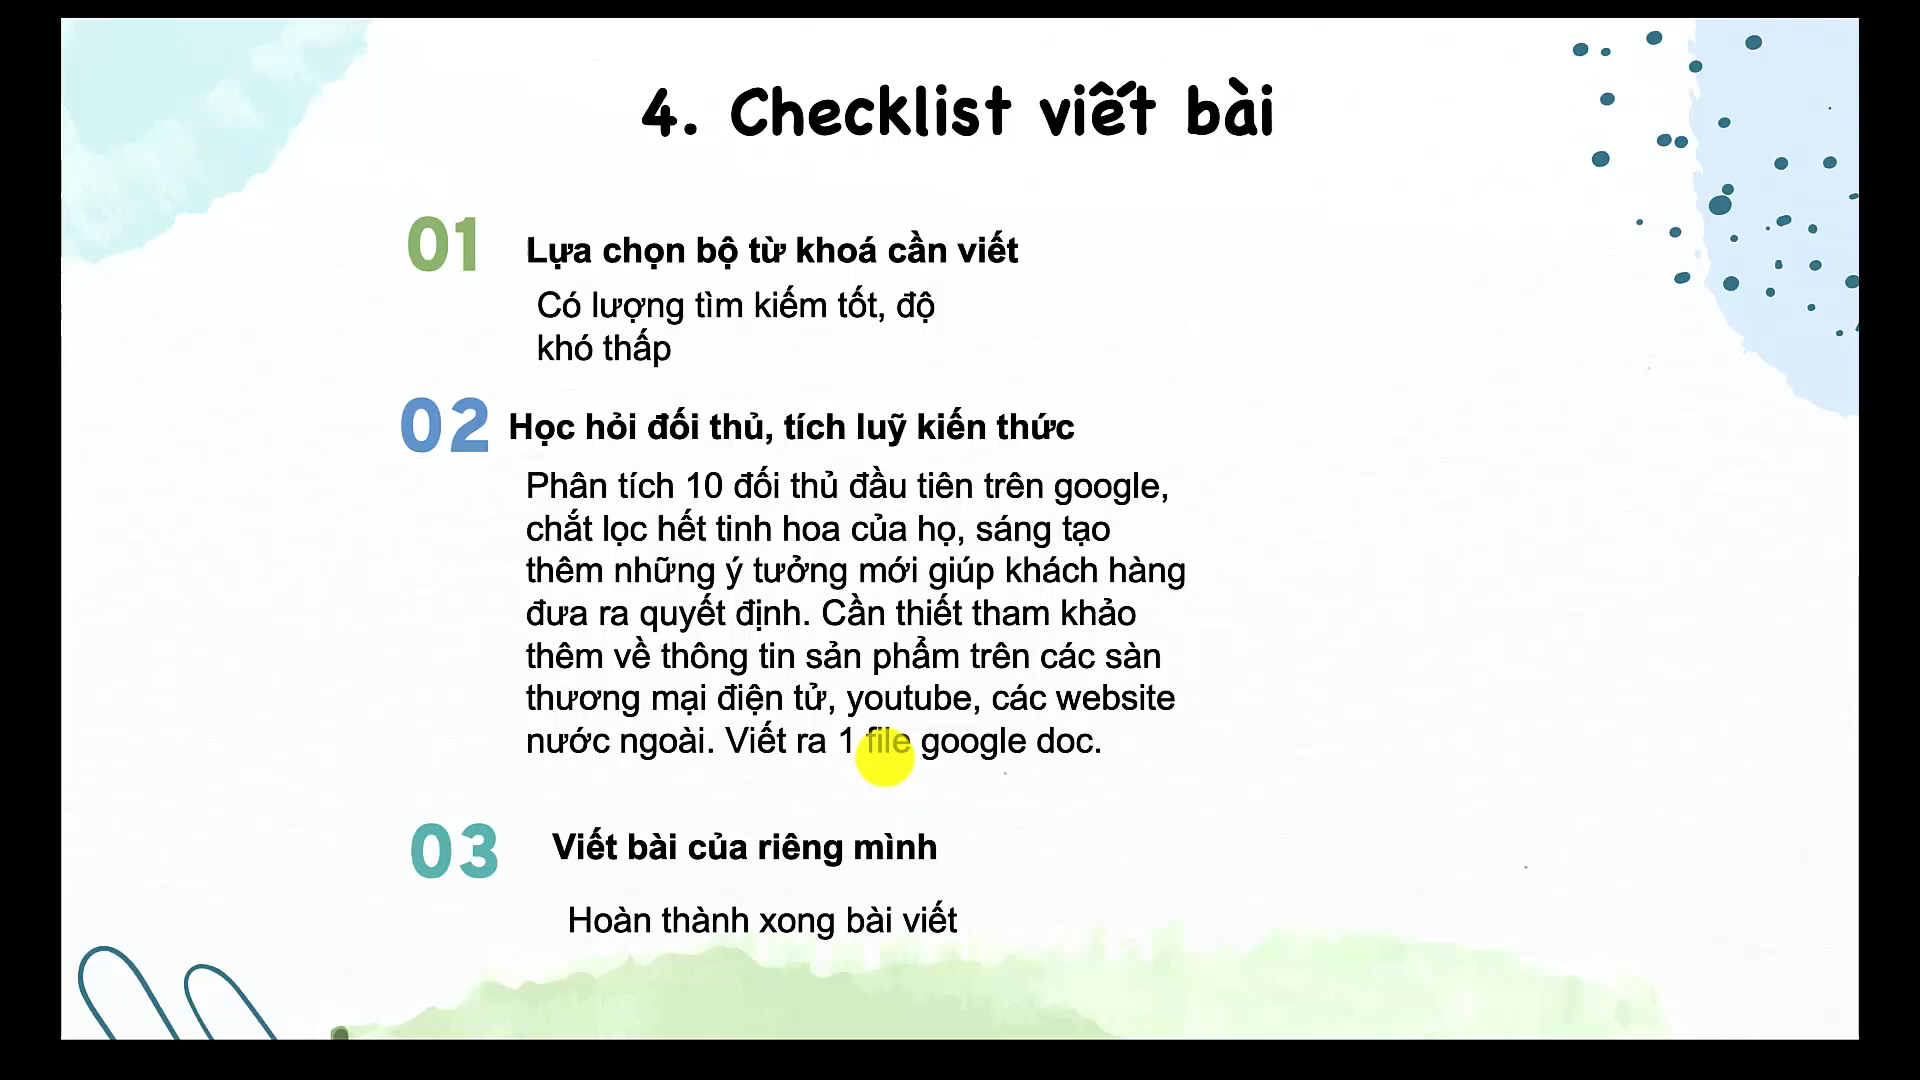 4. Checklist viết bài
01 Lựa chọn bộ từ khoá cần viết
Có lượng tìm kiếm tốt, độ
khó thấp
02 Học hỏi đối thủ, tích luỹ kiến thức
Phân tích 10 đối thủ đầu tiên trên google,
chắt lọc hết tinh hoa của họ, sáng tạo
thêm những ý tưởng mới giúp khách hàng
đưa ra quyết định. Cần thiết tham khảo
thêm về thông tin sản phẩm trên các sàn
thương mại điện tử, youtube, các website
nước ngoài. Viết ra 1 file google doc.
03 Viết bài của riêng mình
Hoàn thành xong bài viết